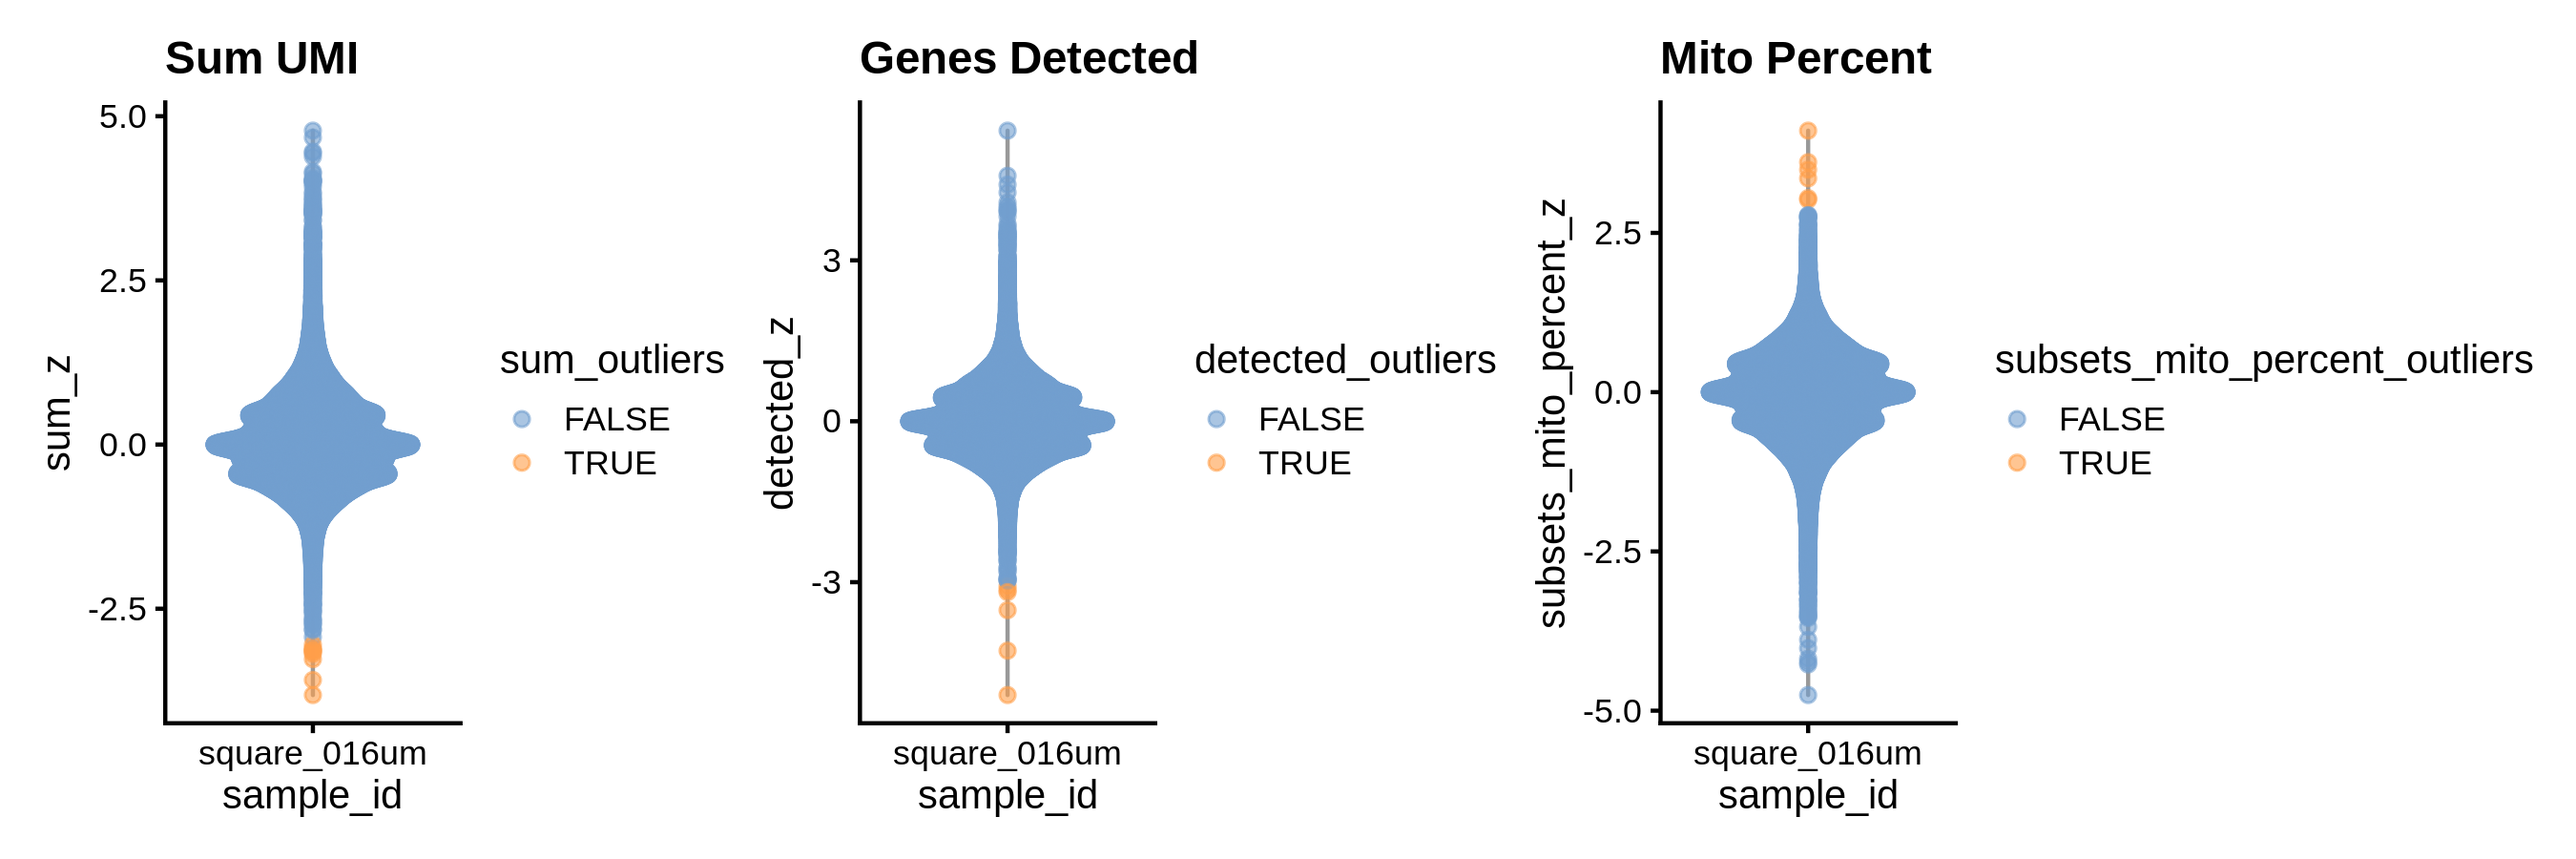 Sum UMI
sum_z
5.0
2.5
0.0
-2.5
square_016um
sample_id
sum_outliers
FALSE
TRUE
Genes Detected
detected_z
3
0
-3
square_016um
sample_id
detected_outliers
FALSE
TRUE
Mito Percent
subsets_mito_percent_z
2.5
0.0
-2.5
-5.0
square_016um
sample_id
subsets_mito_percent_outliers
FALSE
TRUE